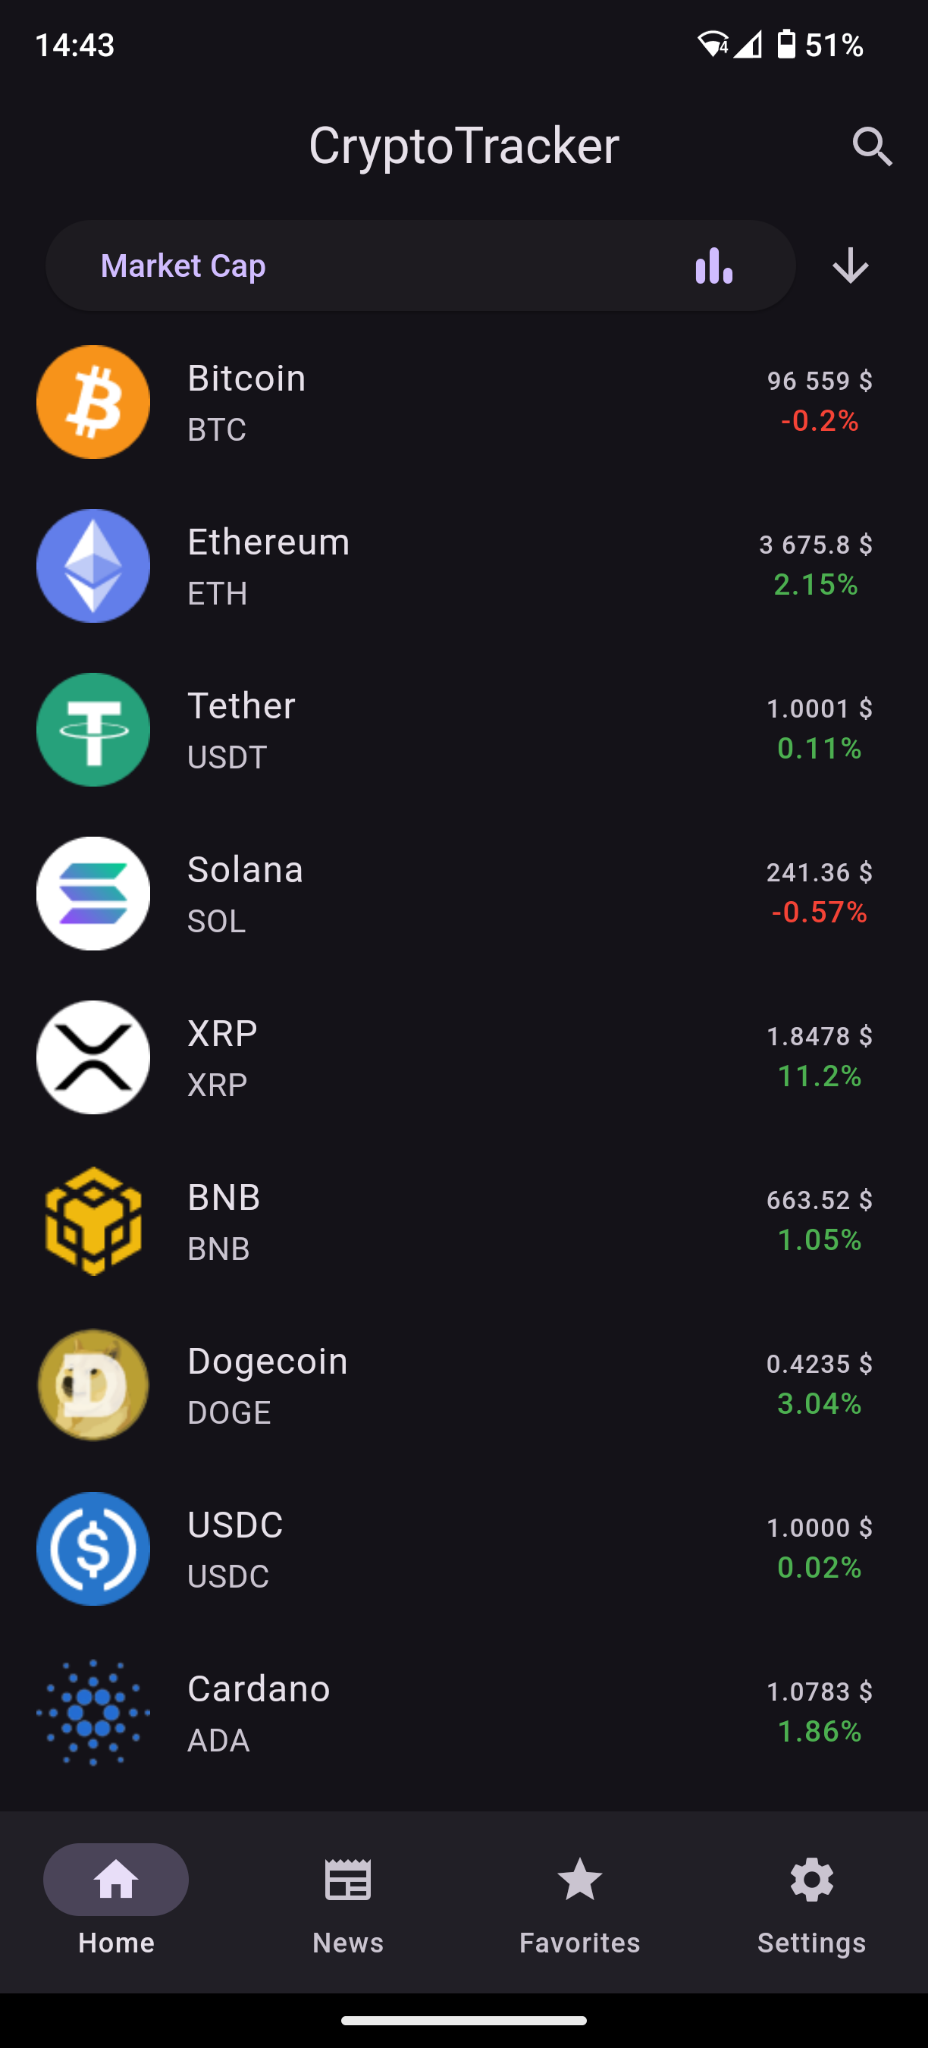 14:43
4 51%
CryptoTracker
Market Cap
Bitcoin
96 559 $
BTC
-0.2%
Ethereum
3 675.8 $
ETH
2.15%
Tether
1.0001 $
USDT
0.11%
Solana
241.36 $
SOL
-0.57%
XRP
1.8478 $
XRP
11.2%
BNB
663.52 $
BNB
1.05%
Dogecoin
0.4235 $
DOGE
3.04%
USDC
1.0000 $
USDC
0.02%
Cardano
1.0783 $
ADA
1.86%
Home News Favorites Settings